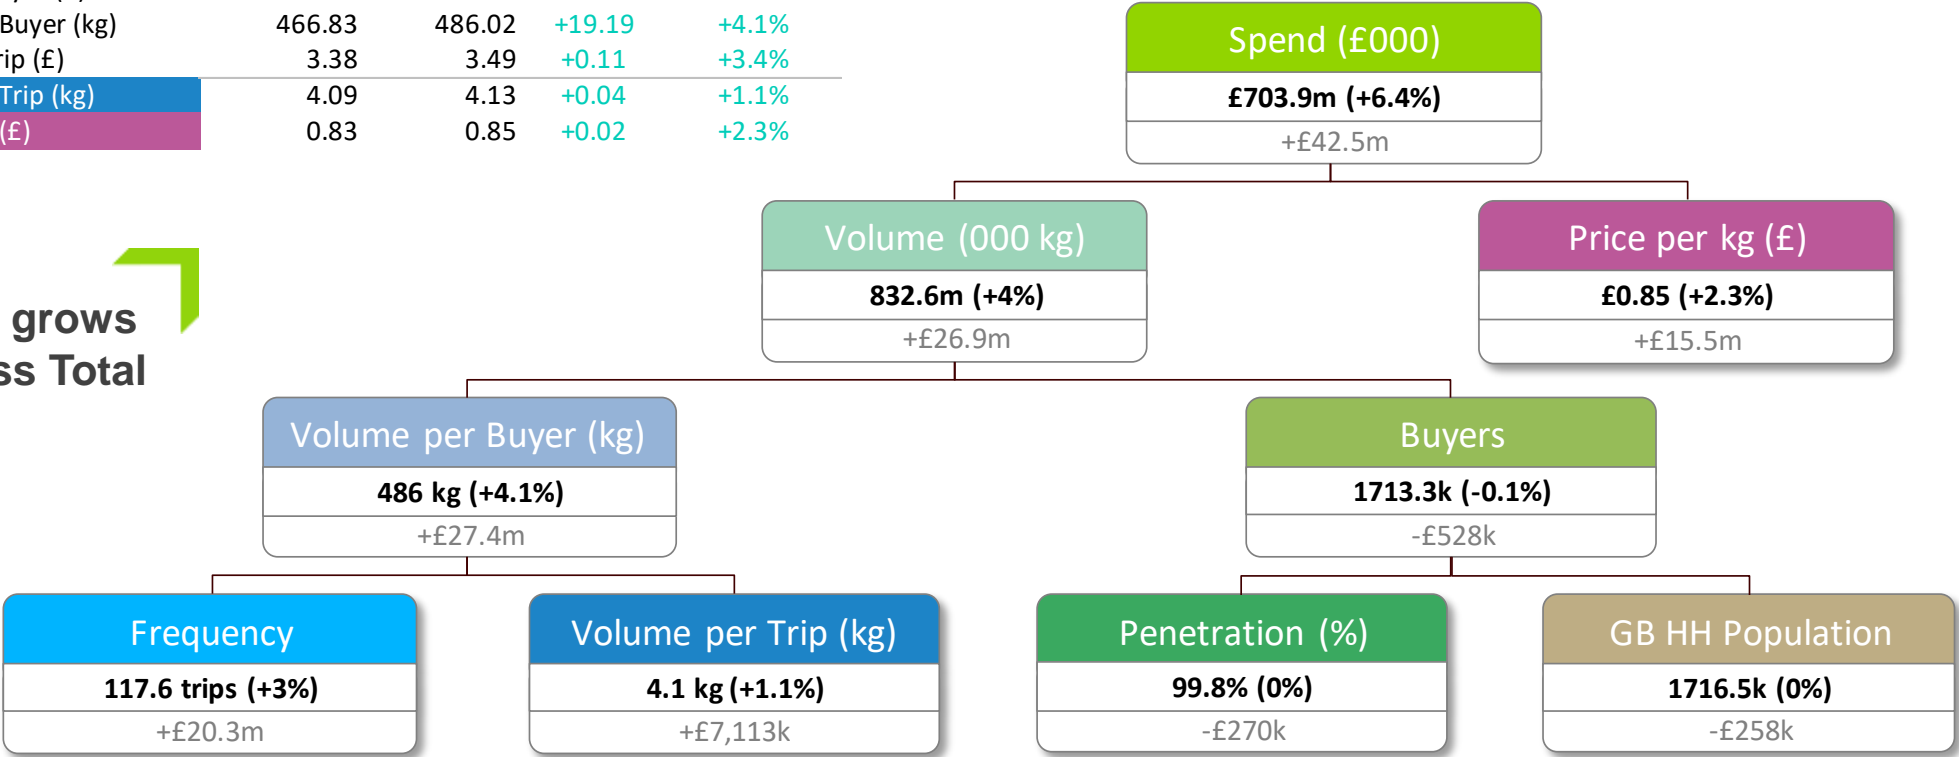 Buyer (kg) 466.83 486.02 +19.19 +4.1%
rip (£) 3.38 3.49 +0.11 +3.4%
Trip (kg) 4.09 4.13 +0.04 +1.1%
(£) 0.83 0.85 +0.02 +2.3%
grows
ss Total
Spend (£000)
£703.9m (+6.4%)
+£42.5m
Volume (000 kg)
832.6m (+4%)
+£26.9m
Price per kg (£)
£0.85 (+2.3%)
+£15.5m
Volume per Buyer (kg)
486 kg (+4.1%)
+£27.4m
Buyers
1713.3k (-0.1%)
-£528k
Frequency
117.6 trips (+3%)
+£20.3m
Volume per Trip (kg)
4.1 kg (+1.1%)
+£7,113k
Penetration (%)
99.8% (0%)
-£270k
GB HH Population
1716.5k (0%)
-£258k